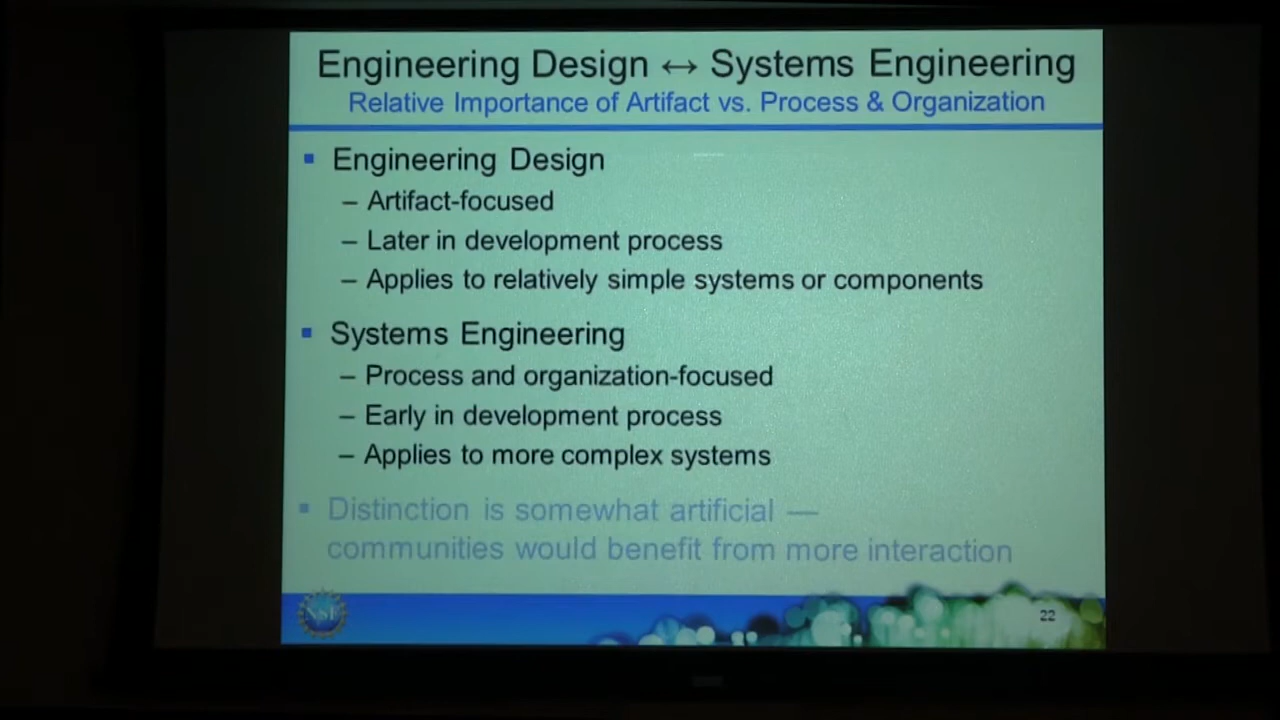 Engineering Design ↔ Systems Engineering
Relative Importance of Artifact vs. Process & Organization
▪ Engineering Design
– Artifact-focused
– Later in development process
– Applies to relatively simple systems or components
▪ Systems Engineering
– Process and organization-focused
– Early in development process
– Applies to more complex systems
▪ Distinction is somewhat artificial —
communities would benefit from more interaction
NSF
22